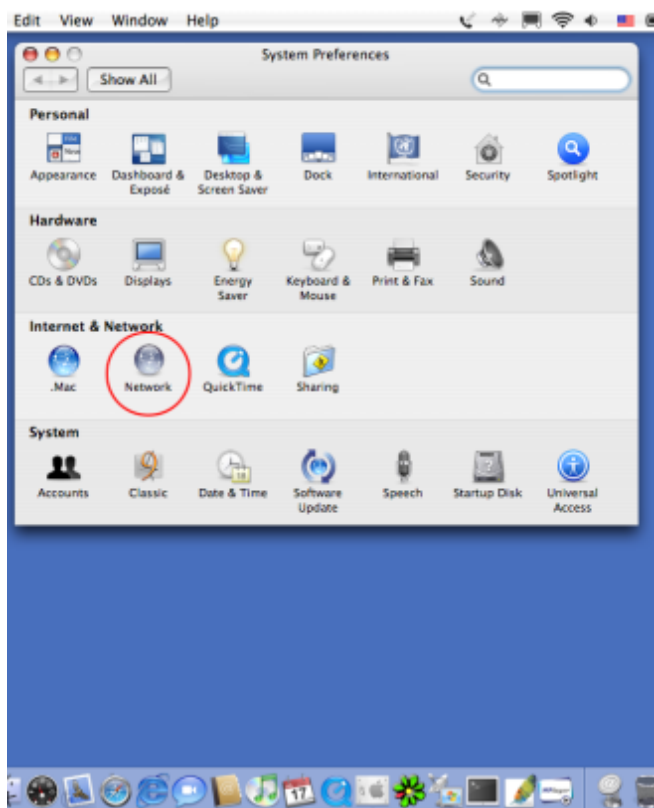 Edit View Window Help
System Preferences
Show All
Personal
Appearance Dashboard & Exposé Desktop & Screen Saver Dock International Security Spotlight
Hardware
CDs & DVDs Displays Energy Saver Keyboard & Mouse Print & Fax Sound
Internet & Network
.Mac Network QuickTime Sharing
System
Accounts Classic Date & Time Software Update Speech Startup Disk Universal Access
17